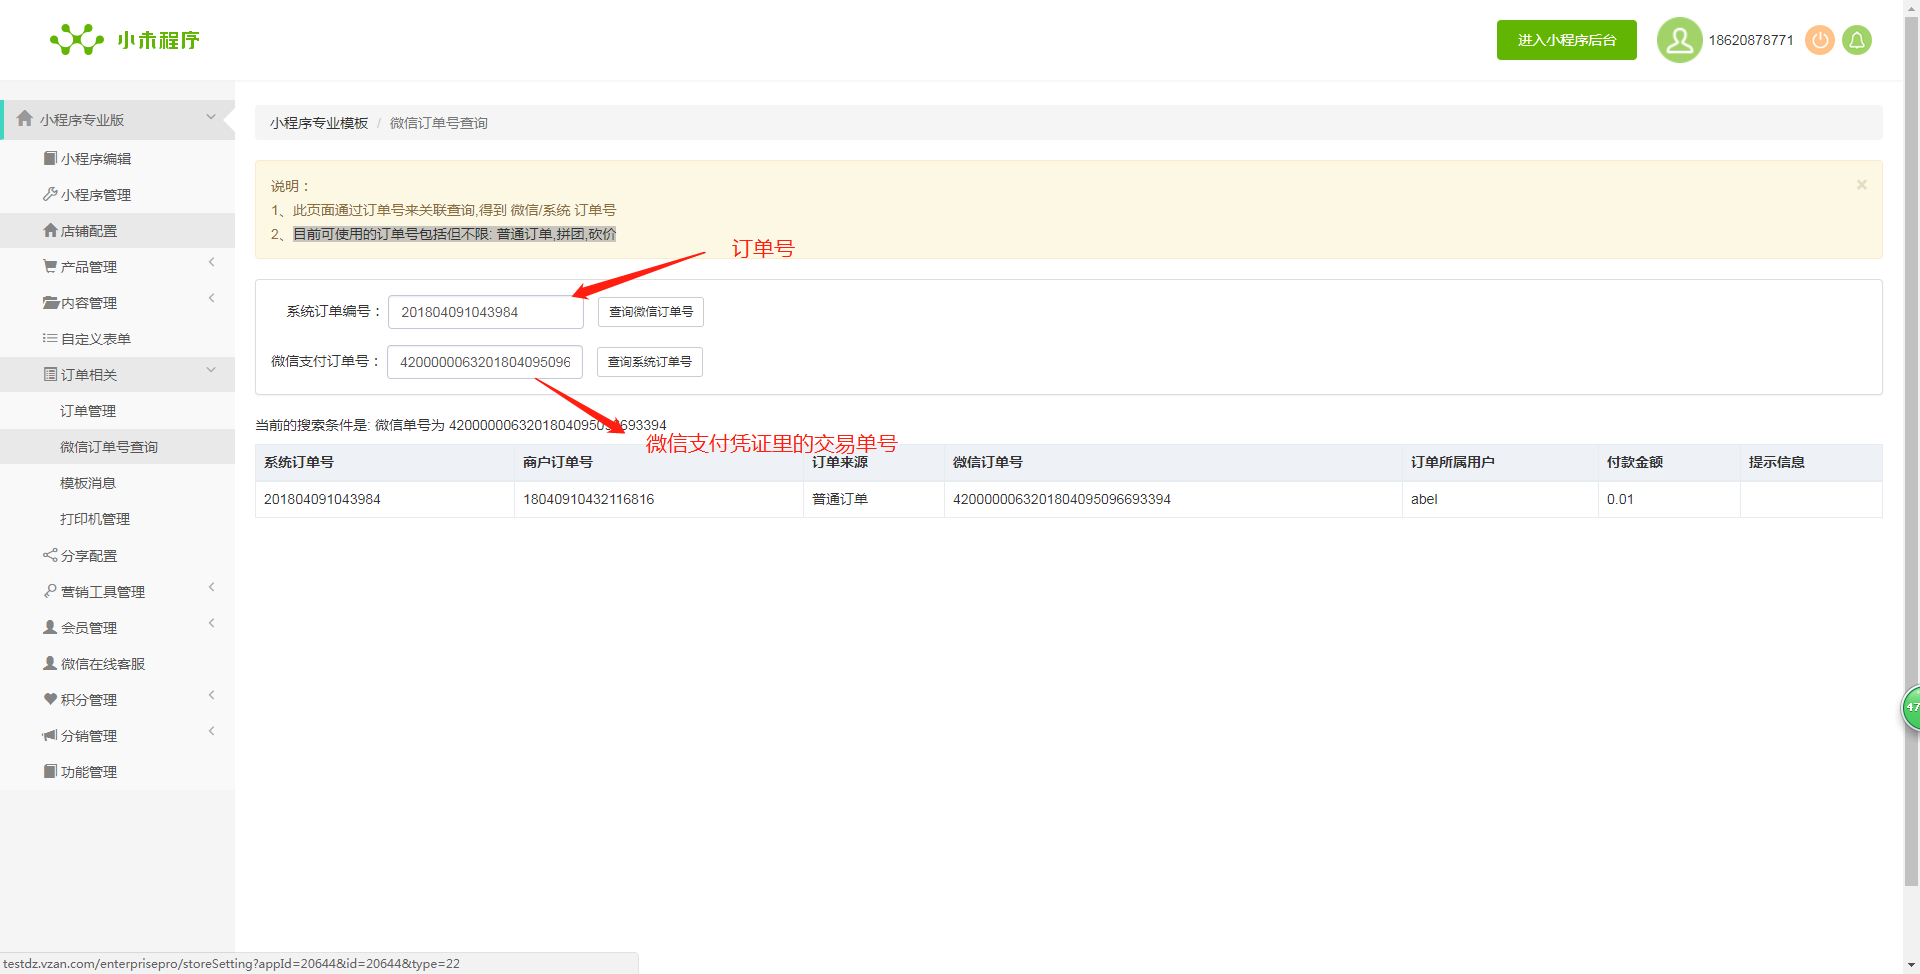 小未程序
进入小程序后台
18620878771
小程序专业版
小程序编辑
小程序管理
店铺配置
产品管理
内容管理
自定义表单
订单相关
订单管理
微信订单号查询
模板消息
打印机管理
分享配置
营销工具管理
会员管理
微信在线客服
积分管理
分销管理
功能管理
小程序专业模板 / 微信订单号查询
说明：
1、此页面通过订单号来关联查询,得到 微信/系统 订单号
2、目前可使用的订单号包括但不限: 普通订单,拼团,砍价
×
订单号
系统订单编号： 201804091043984 查询微信订单号
微信支付订单号： 4200000063201804095096 查询系统订单号
当前的搜索条件是: 微信单号为 4200000063201804095096693394
微信支付凭证里的交易单号
系统订单号 商户订单号 订单来源 微信订单号 订单所属用户 付款金额 提示信息
201804091043984 18040910432116816 普通订单 4200000063201804095096693394 abel 0.01
47
testdz.vzan.com/enterprisepro/storeSetting?appId=20644&id=20644&type=22